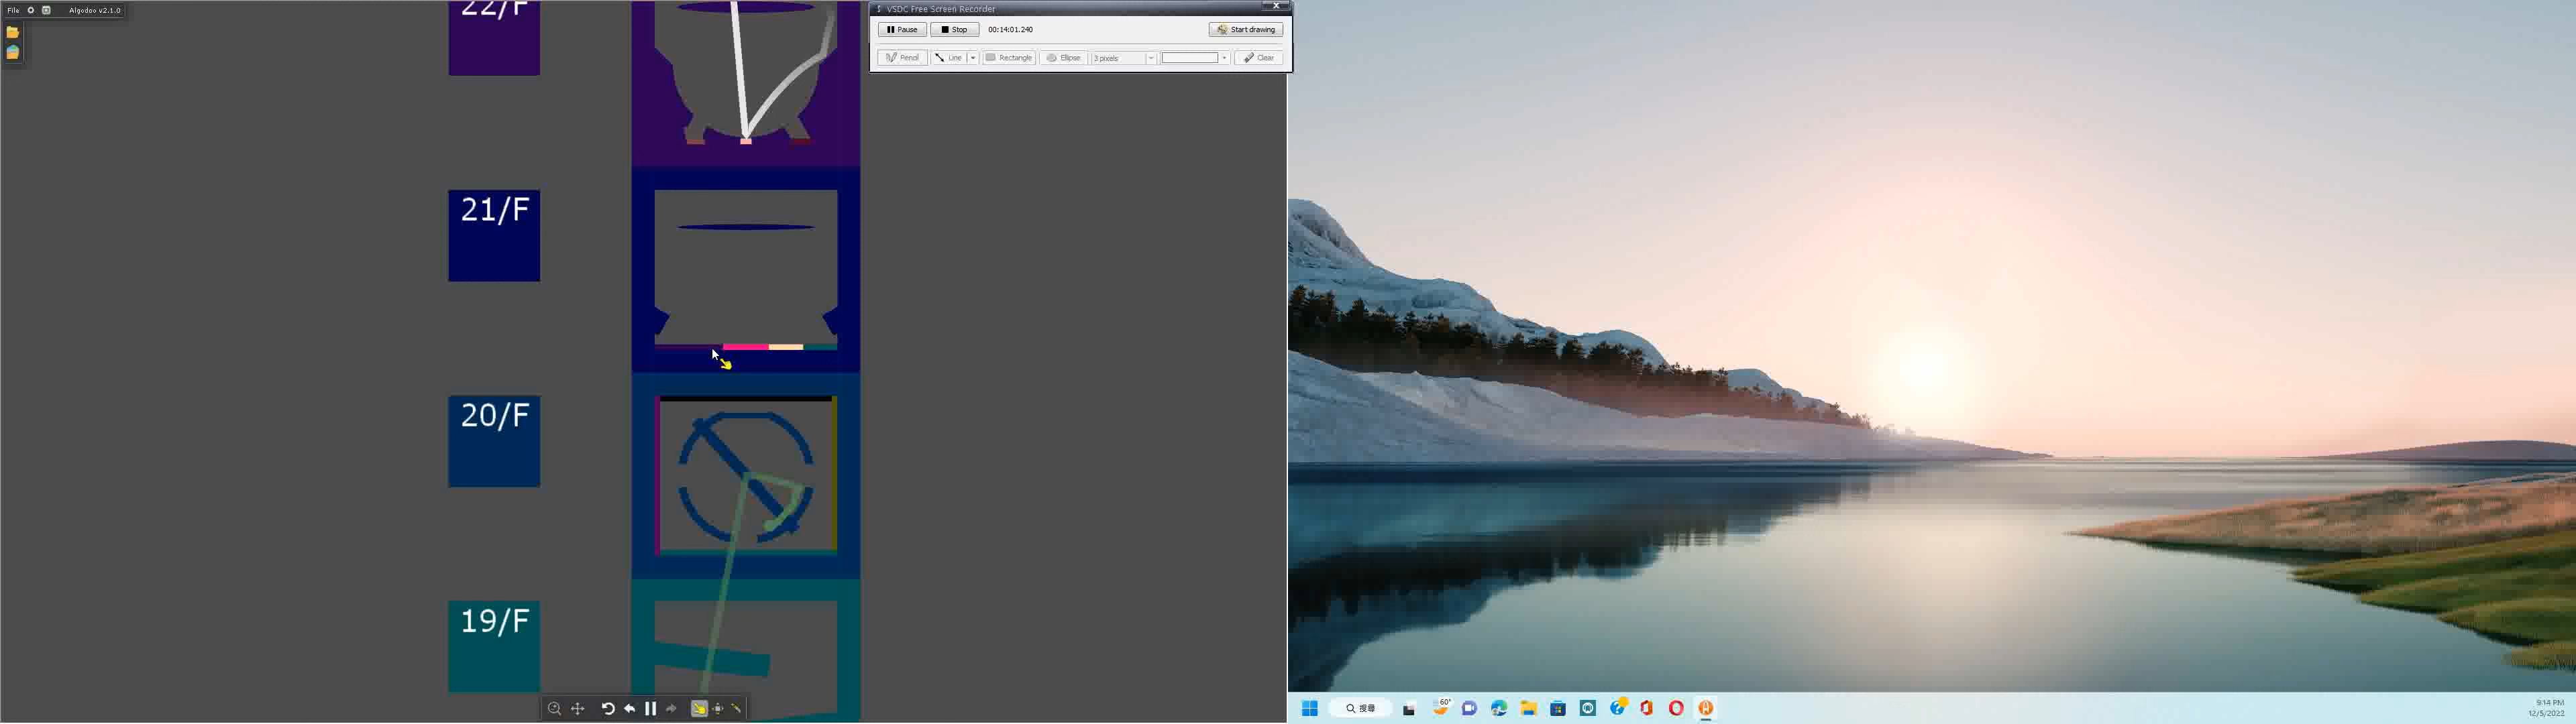 File Algodoo v2.1.0
VSDC Free Screen Recorder
Pause Stop 00:14:01.240 Start drawing
Pencil Line Rectangle Ellipse 3 pixels Clear
22/F
21/F
20/F
19/F
搜尋
60°
9:14 PM
12/5/2022